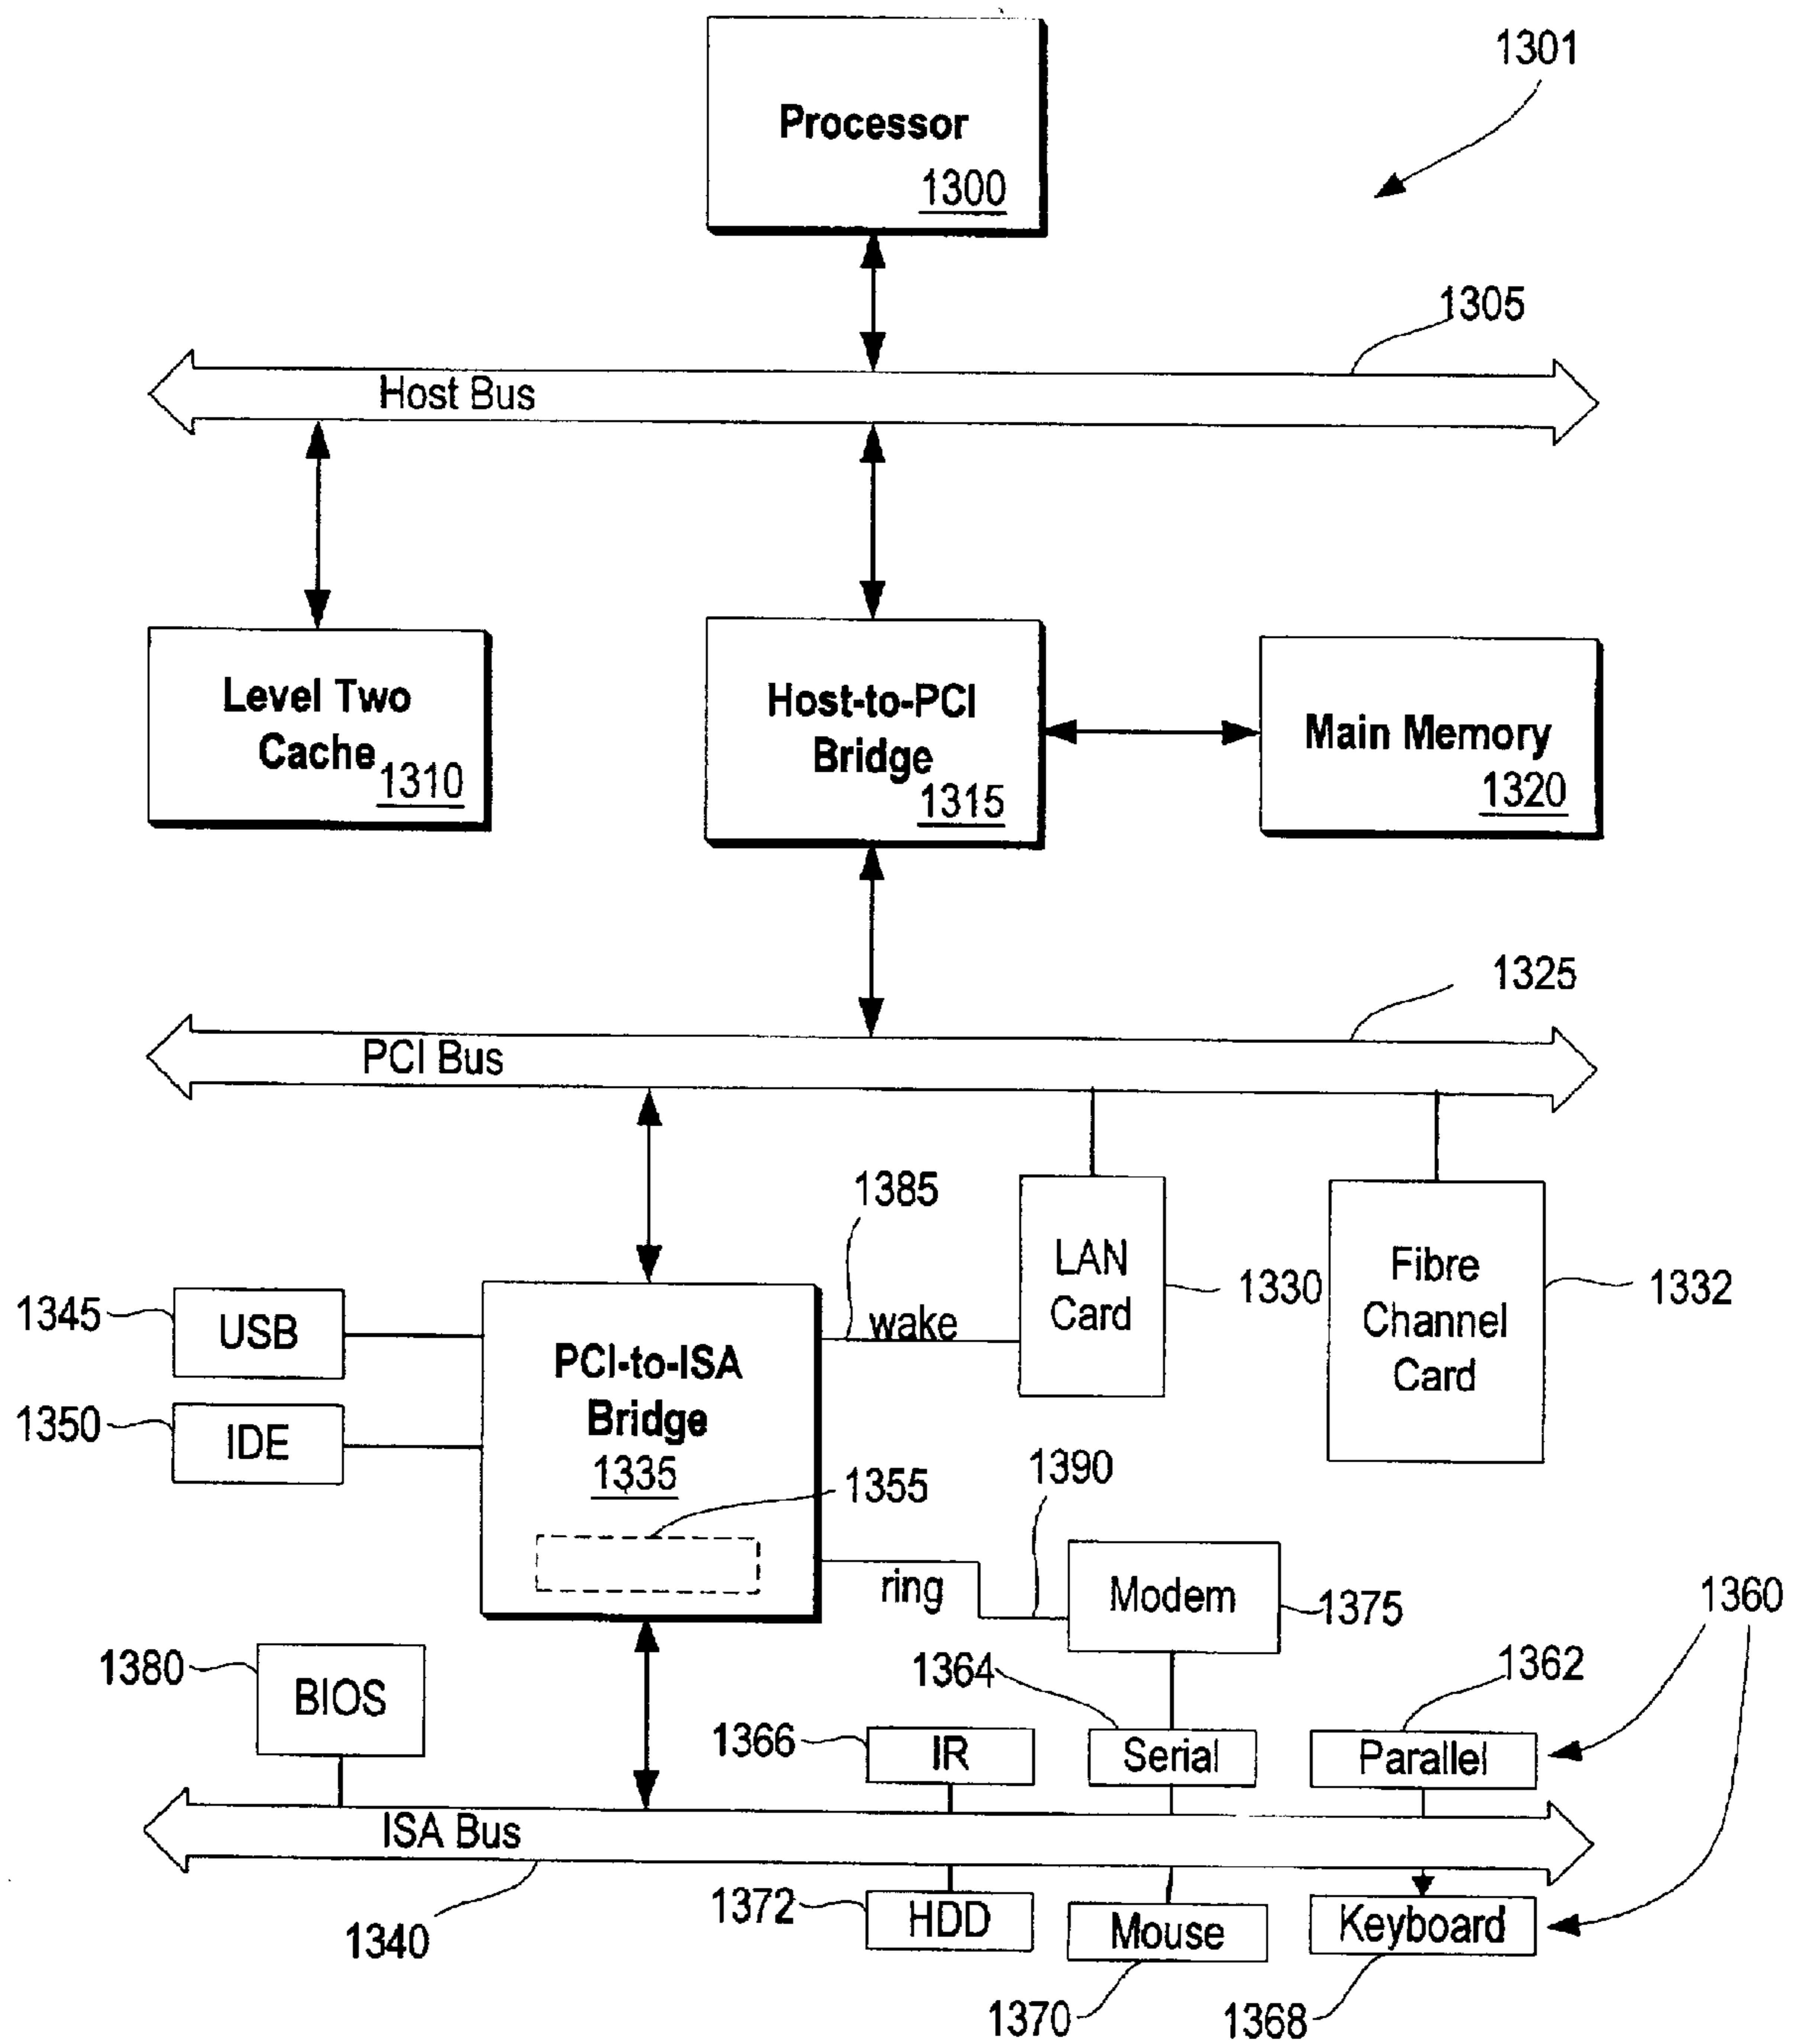 1301
Processor
1300
1305
Host Bus
Level Two
Cache
1310
Host-to-PCI
Bridge
1315
Main Memory
1320
1325
PCI Bus
1385
LAN
Card
1330
Fibre
Channel
Card
1332
1345
USB
wake
PCI-to-ISA
Bridge
1335
1350
IDE
1355
1390
ring
Modem
1375
1360
1380
BIOS
1364
1362
1366
IR
Serial
Parallel
ISA Bus
1340
1372
HDD
Mouse
Keyboard
1370
1368